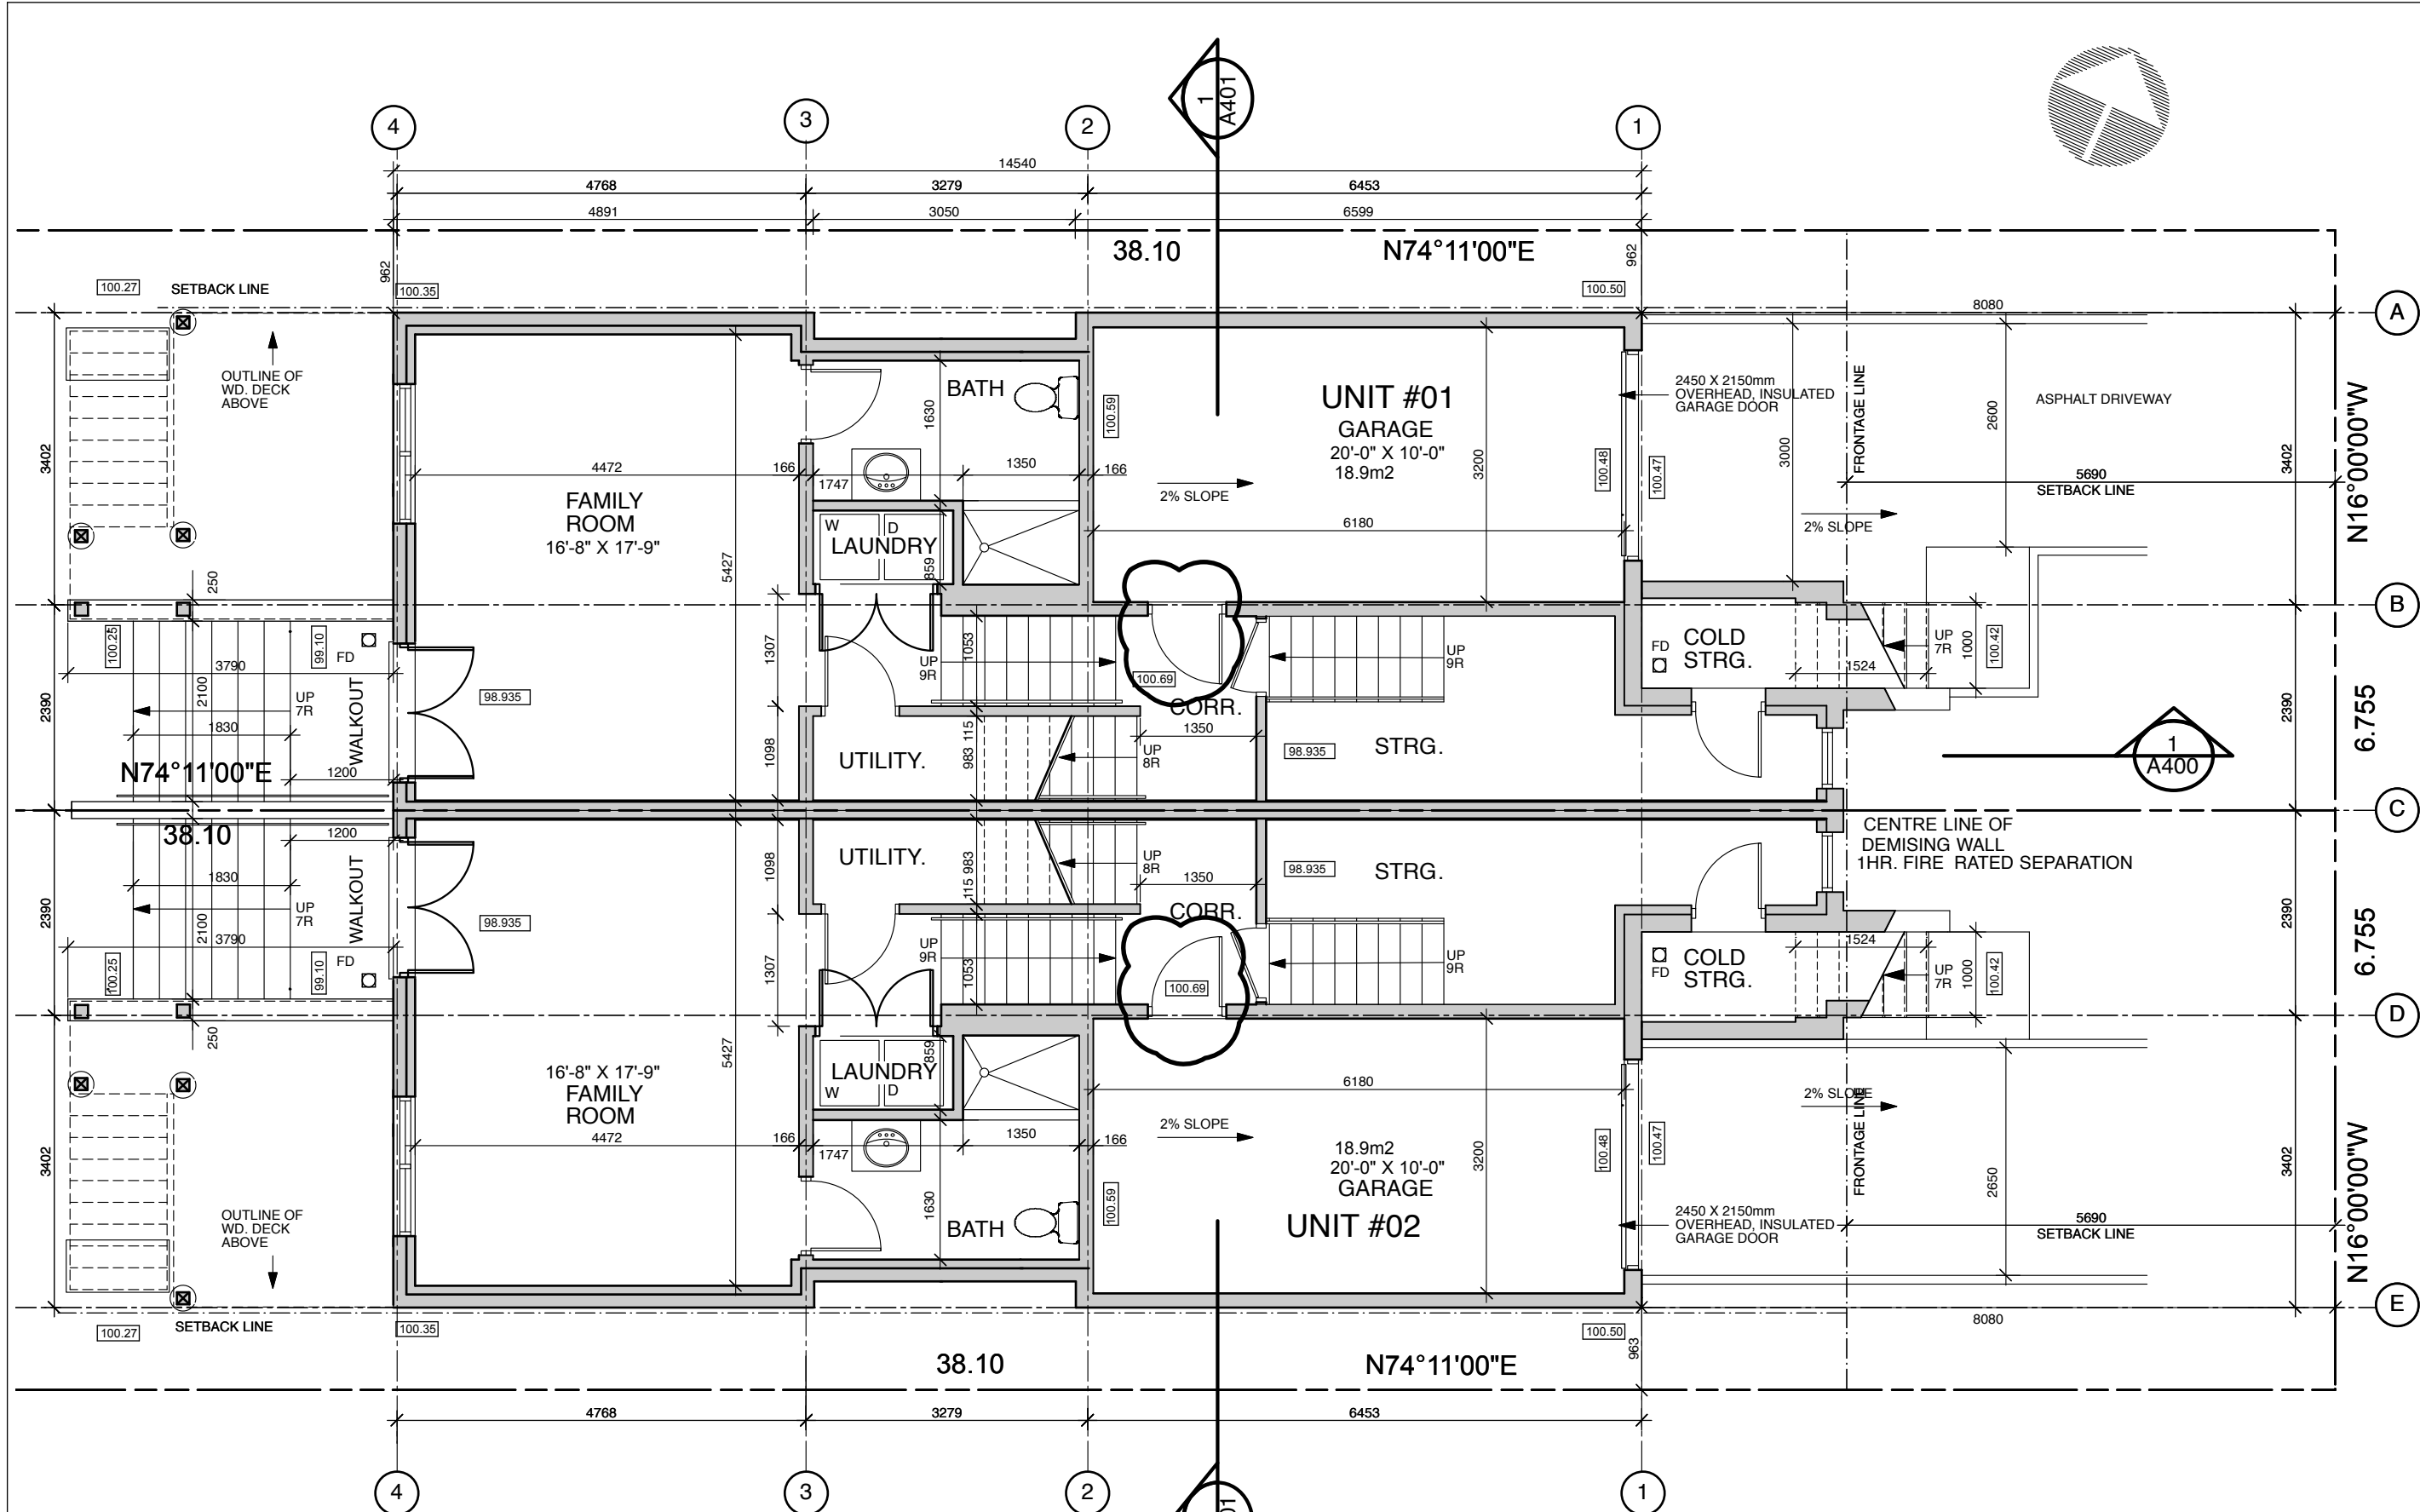 1
A401
4
3
2
1
14540
4768
3279
6453
4891
3050
6599
38.10
N74°11'00"E
962
962
100.27
SETBACK LINE
100.35
100.50
8080
A
OUTLINE OF
WD. DECK
ABOVE
BATH
1630
100.59
UNIT #01
GARAGE
20'-0" X 10'-0"
18.9m2
2450 X 2150mm
OVERHEAD, INSULATED
GARAGE DOOR
FRONTAGE LINE
ASPHALT DRIVEWAY
2600
3000
N16°00'00"W
3402
3402
4472
166
1747
1350
166
2% SLOPE
3200
100.48
100.47
5690
SETBACK LINE
FAMILY
ROOM
16'-8" X 17'-9"
5427
W
D
LAUNDRY
859
6180
2% SLOPE
250
B
100.25
99.10
FD
3790
2100
UP
7R
1830
WALKOUT
1200
98.935
1307
UP
9R
1053
100.69
CORR.
1350
UP
9R
FD
COLD
STRG.
1524
UP
7R
1000
100.42
2390
2390
6.755
N74°11'00"E
38.10
1098
UTILITY.
983
115
UP
8R
98.935
STRG.
1
A400
C
CENTRE LINE OF
DEMISING WALL
1HR. FIRE RATED SEPARATION
1200
1830
UP
7R
WALKOUT
2100
3790
100.25
99.10
FD
98.935
1098
UTILITY.
983
115
UP
8R
1350
98.935
STRG.
CORR.
1307
UP
9R
1053
100.69
UP
9R
FD
COLD
STRG.
1524
UP
7R
1000
100.42
2390
2390
6.755
D
250
5427
16'-8" X 17'-9"
FAMILY
ROOM
LAUNDRY
859
W
D
6180
2% SLOPE
FRONTAGE LINE
4472
166
1747
1350
166
2% SLOPE
18.9m2
20'-0" X 10'-0"
GARAGE
3200
UNIT #02
100.48
100.47
2650
3402
3402
N16°00'00"W
1630
BATH
100.59
2450 X 2150mm
OVERHEAD, INSULATED
GARAGE DOOR
5690
SETBACK LINE
OUTLINE OF
WD. DECK
ABOVE
E
100.27
SETBACK LINE
100.35
100.50
963
8080
38.10
N74°11'00"E
4768
3279
6453
4
3
2
1